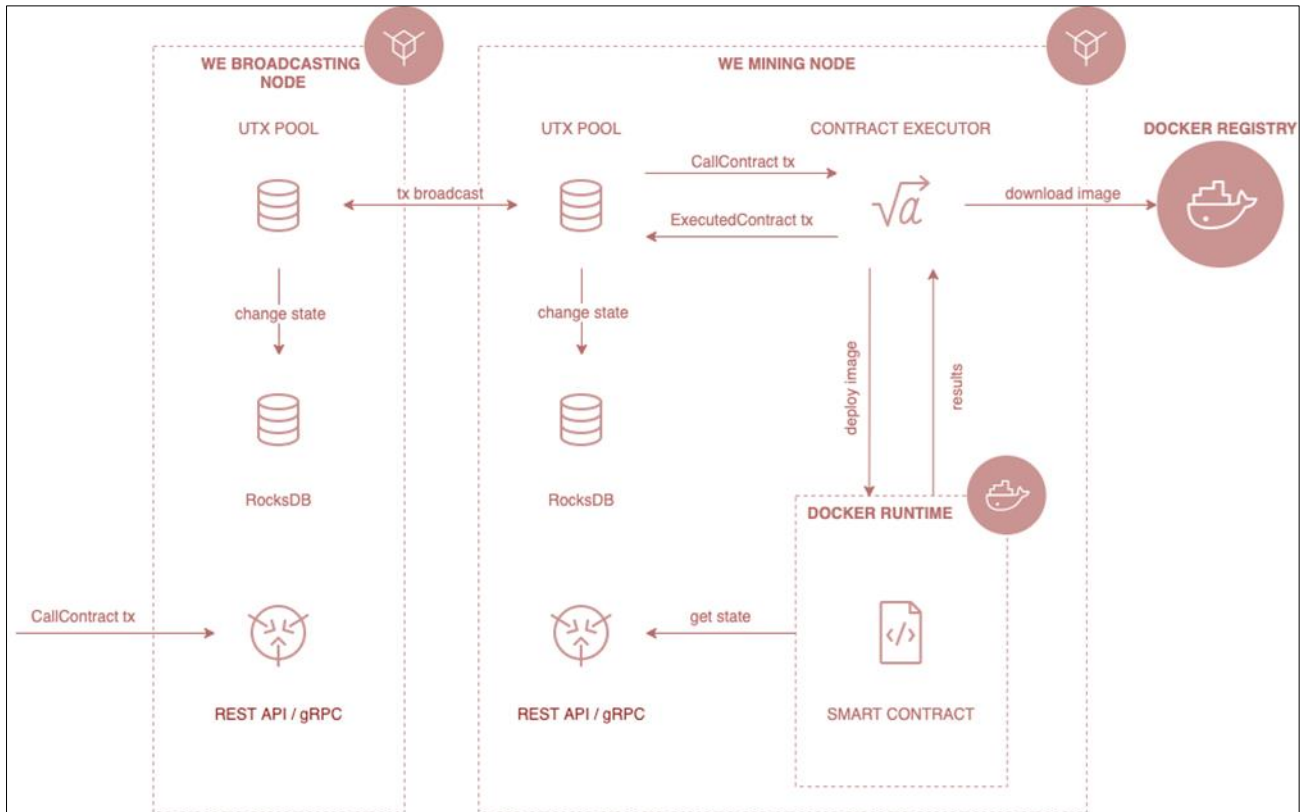 WE BROADCASTING
NODE
WE MINING NODE
UTX POOL
UTX POOL
CONTRACT EXECUTOR
DOCKER REGISTRY
CallContract tx
tx broadcast
download image
ExecutedContract tx
change state
change state
deploy image
results
RocksDB
RocksDB
DOCKER RUNTIME
CallContract tx
get state
REST API / gRPC
REST API / gRPC
SMART CONTRACT